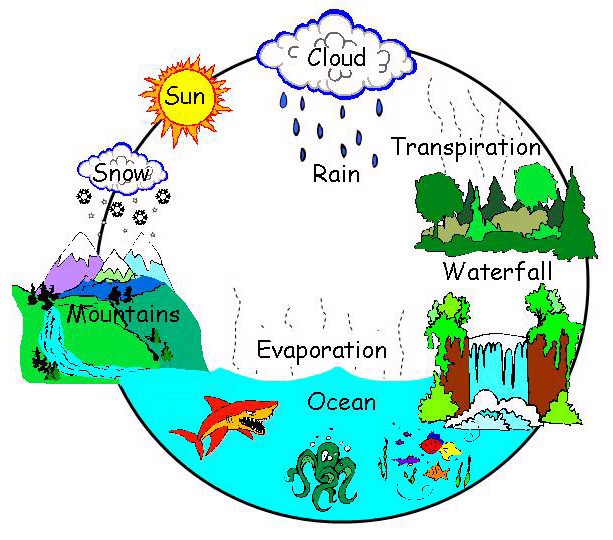 Cloud
Sun
Transpiration
Rain
Snow
Waterfall
Mountains
Evaporation
Ocean